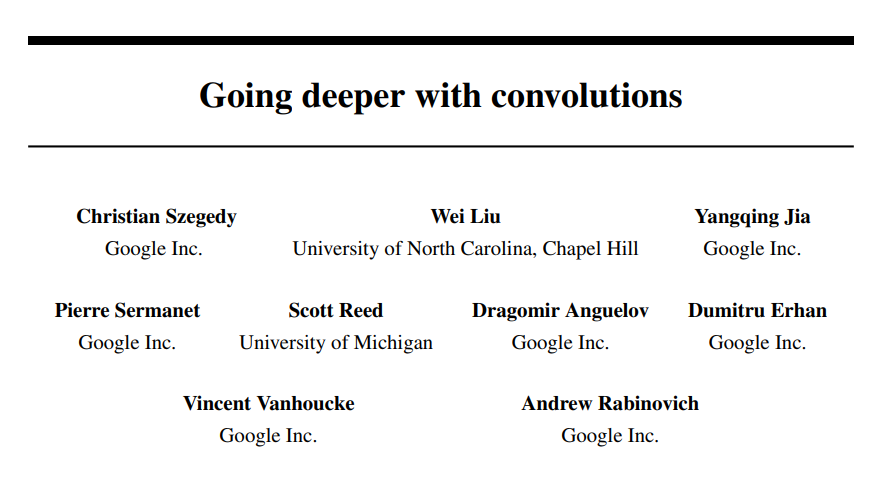 Going deeper with convolutions
Christian Szegedy Wei Liu Yangqing Jia
Google Inc. University of North Carolina, Chapel Hill Google Inc.
Pierre Sermanet Scott Reed Dragomir Anguelov Dumitru Erhan
Google Inc. University of Michigan Google Inc. Google Inc.
Vincent Vanhoucke Andrew Rabinovich
Google Inc. Google Inc.